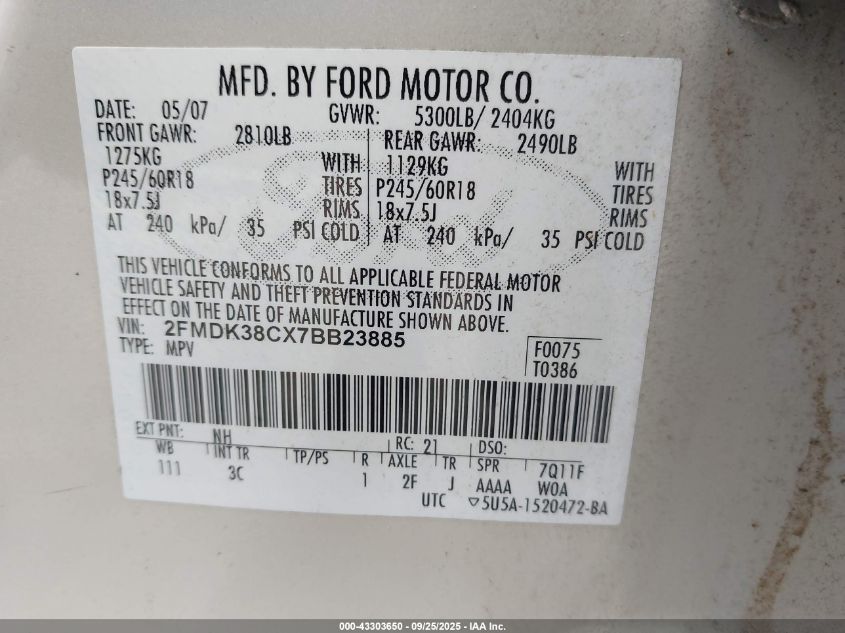 MFD. BY FORD MOTOR CO.
DATE: 05/07 GVWR: 5300LB/ 2404KG
FRONT GAWR: 2810LB REAR GAWR: 2490LB
1275KG WITH 1129KG WITH
P245/60R18 TIRES P245/60R18 TIRES
18x7.5J RIMS 18x7.5J RIMS
AT 240 kPa/ 35 PSI COLD AT 240 kPa/ 35 PSI COLD
Ford
THIS VEHICLE CONFORMS TO ALL APPLICABLE FEDERAL MOTOR
VEHICLE SAFETY AND THEFT PREVENTION STANDARDS IN
EFFECT ON THE DATE OF MANUFACTURE SHOWN ABOVE.
VIN: 2FMDK38CX7BB23885
TYPE: MPV F0075
T0386
EXT PNT: NH RC: 21 DSO:
WB INT TR TP/PS R AXLE TR SPR 7Q11F
111 3C 1 2F J AAAA W0A
UTC ▽5U5A-1520472-BA
000-43303650 - 09/25/2025 - IAA Inc.